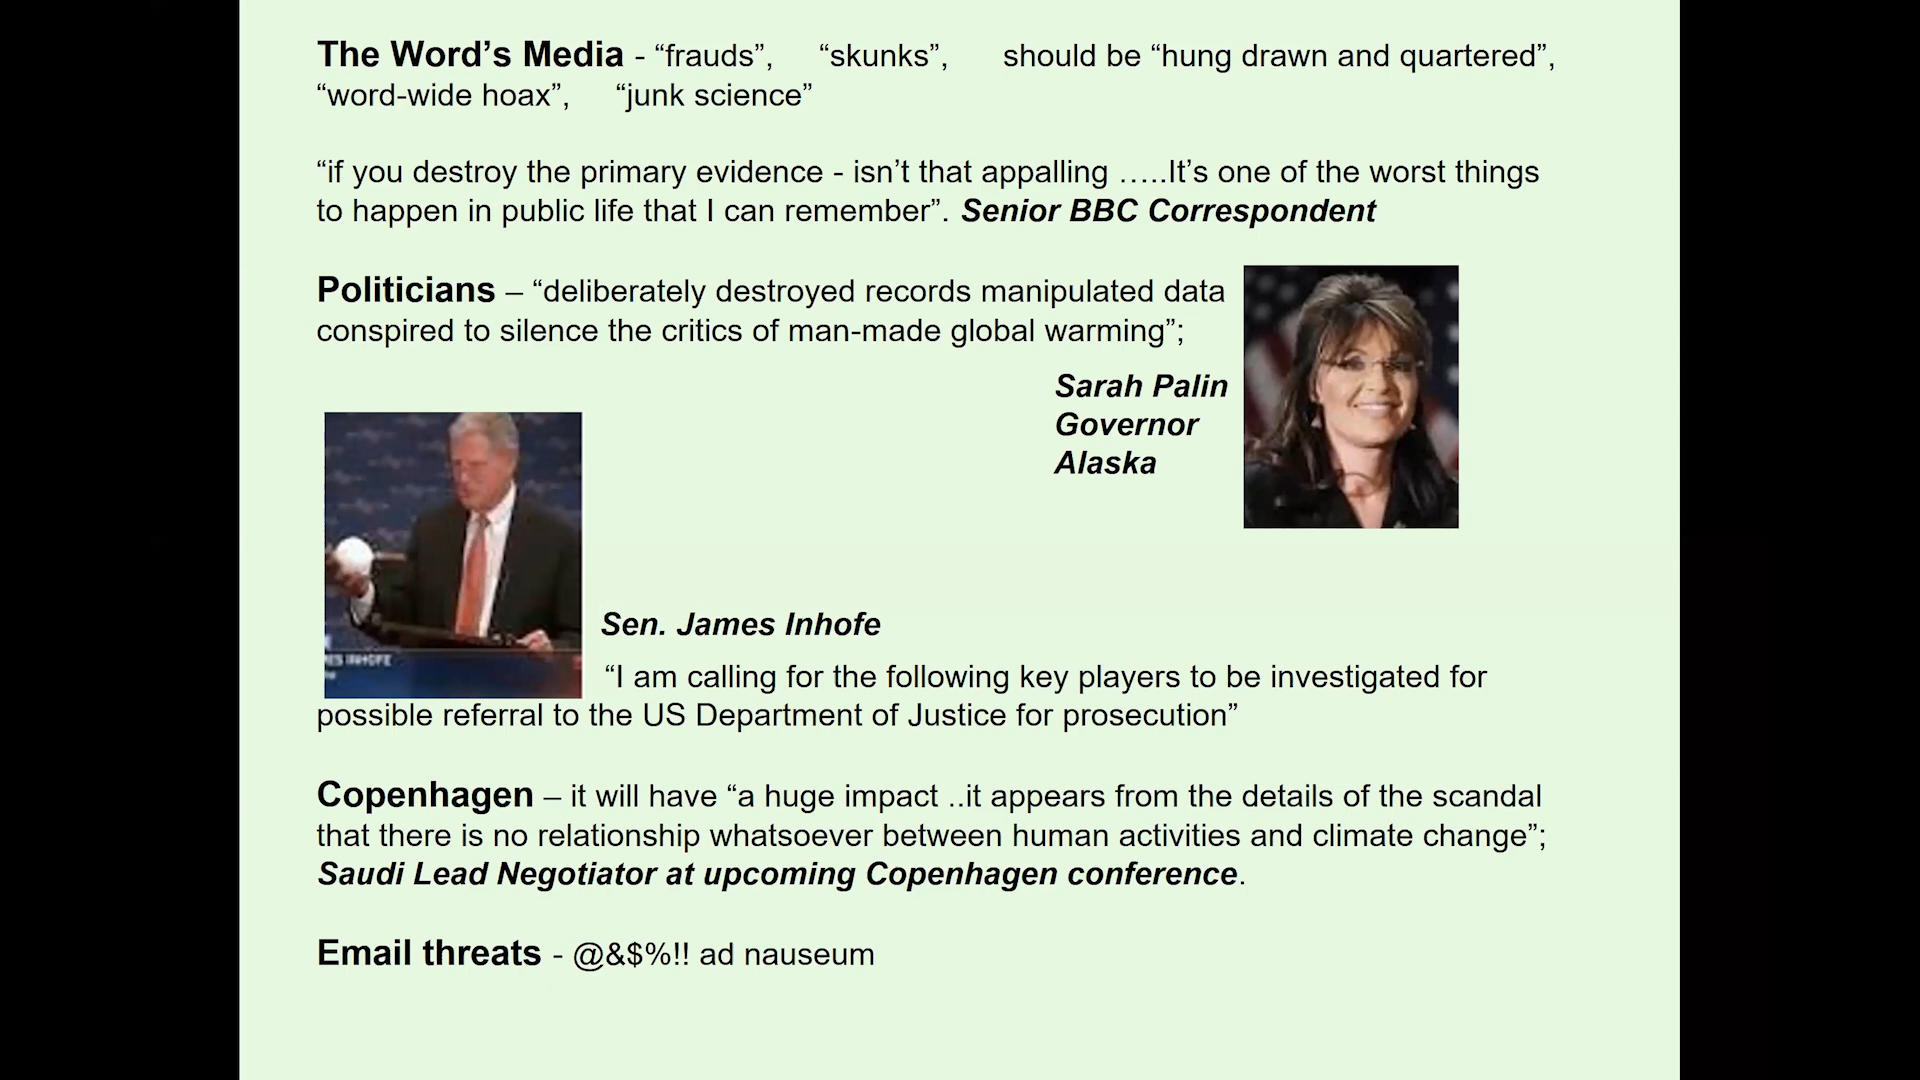 The Word’s Media - “frauds”, “skunks”, should be “hung drawn and quartered”,
“word-wide hoax”, “junk science”
“if you destroy the primary evidence - isn’t that appalling …..It’s one of the worst things
to happen in public life that I can remember”. Senior BBC Correspondent
Politicians – “deliberately destroyed records manipulated data
conspired to silence the critics of man-made global warming”;
Sarah Palin
Governor
Alaska
ES INHOFE
Sen. James Inhofe
“I am calling for the following key players to be investigated for
possible referral to the US Department of Justice for prosecution”
Copenhagen – it will have “a huge impact ..it appears from the details of the scandal
that there is no relationship whatsoever between human activities and climate change”;
Saudi Lead Negotiator at upcoming Copenhagen conference.
Email threats - @&$%!! ad nauseum